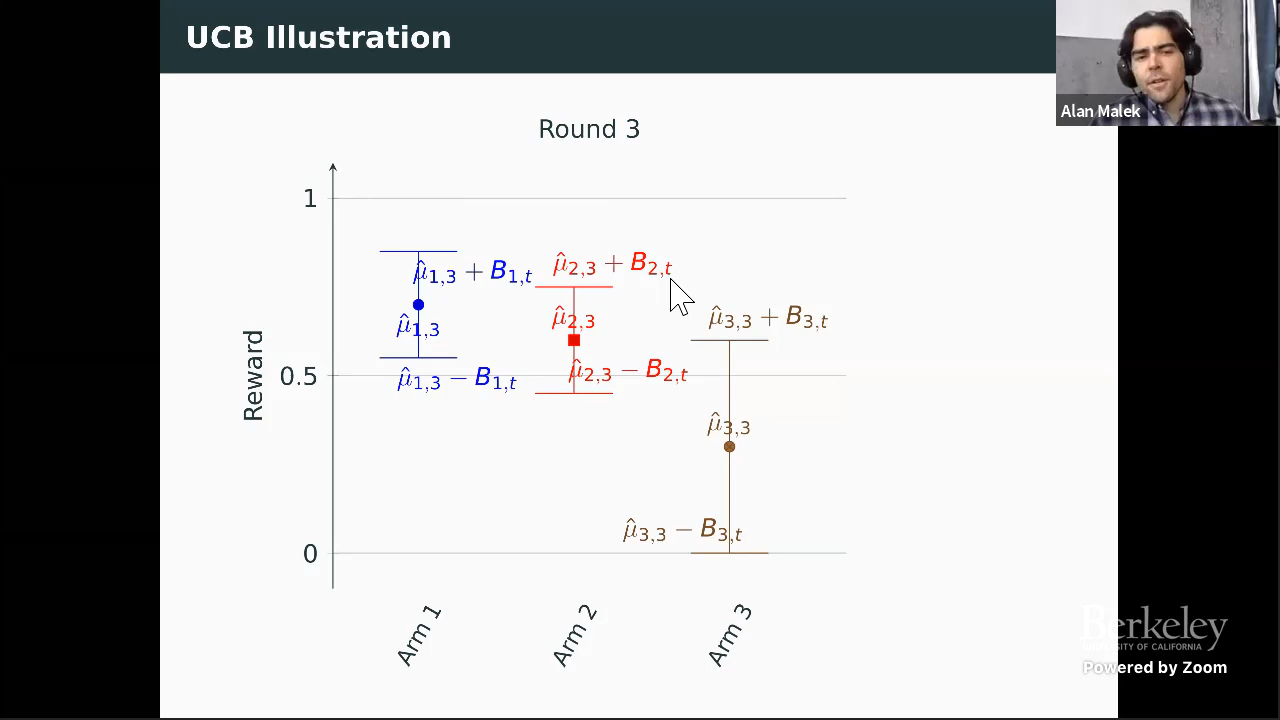 UCB Illustration
Alan Malek
Round 3
1
0.5
0
Reward
μ̂1,3 + B1,t
μ̂1,3
μ̂1,3 − B1,t
μ̂2,3 + B2,t
μ̂2,3
μ̂2,3 − B2,t
μ̂3,3 + B3,t
μ̂3,3
μ̂3,3 − B3,t
Arm 1
Arm 2
Arm 3
Berkeley
UNIVERSITY OF CALIFORNIA
Powered by Zoom